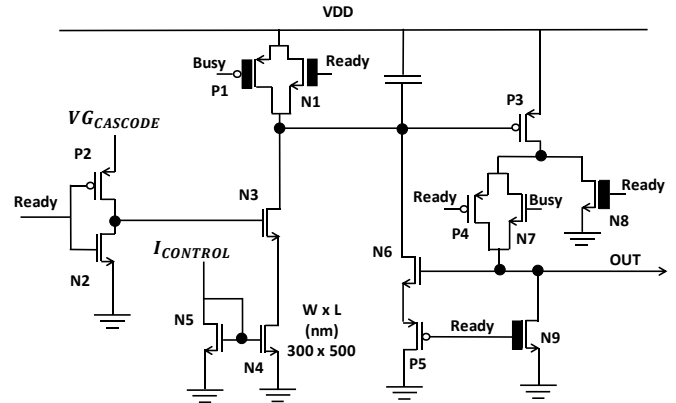 VDD
Busy
Ready
P1
N1
P3
VG_CASCODE
P2
Ready
N3
Ready
Busy
Ready
P4
N7
N8
N2
I_CONTROL
N6
OUT
W x L
(nm)
300 x 500
N5
N4
Ready
N9
P5